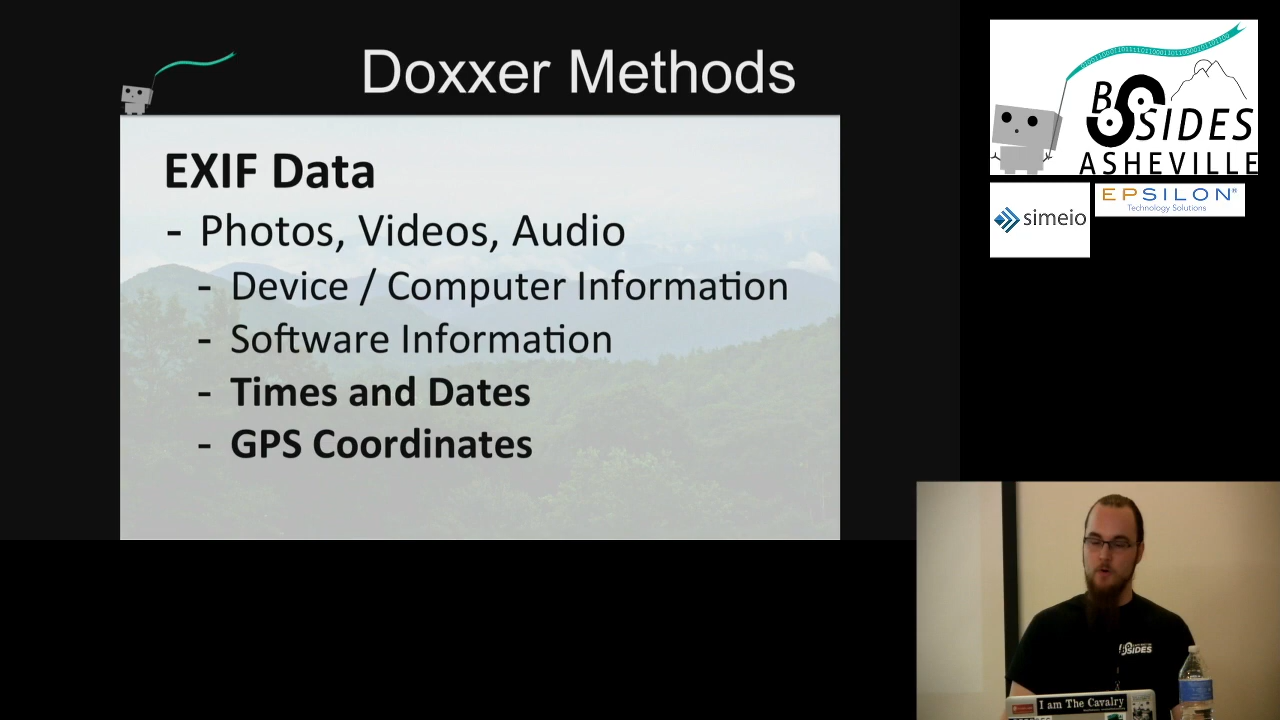 Doxxer Methods
EXIF Data
- Photos, Videos, Audio
- Device / Computer Information
- Software Information
- Times and Dates
- GPS Coordinates
BSIDES
ASHEVILLE
simeio
EPSILON®
Technology Solutions
BSIDES
I am The Cavalry